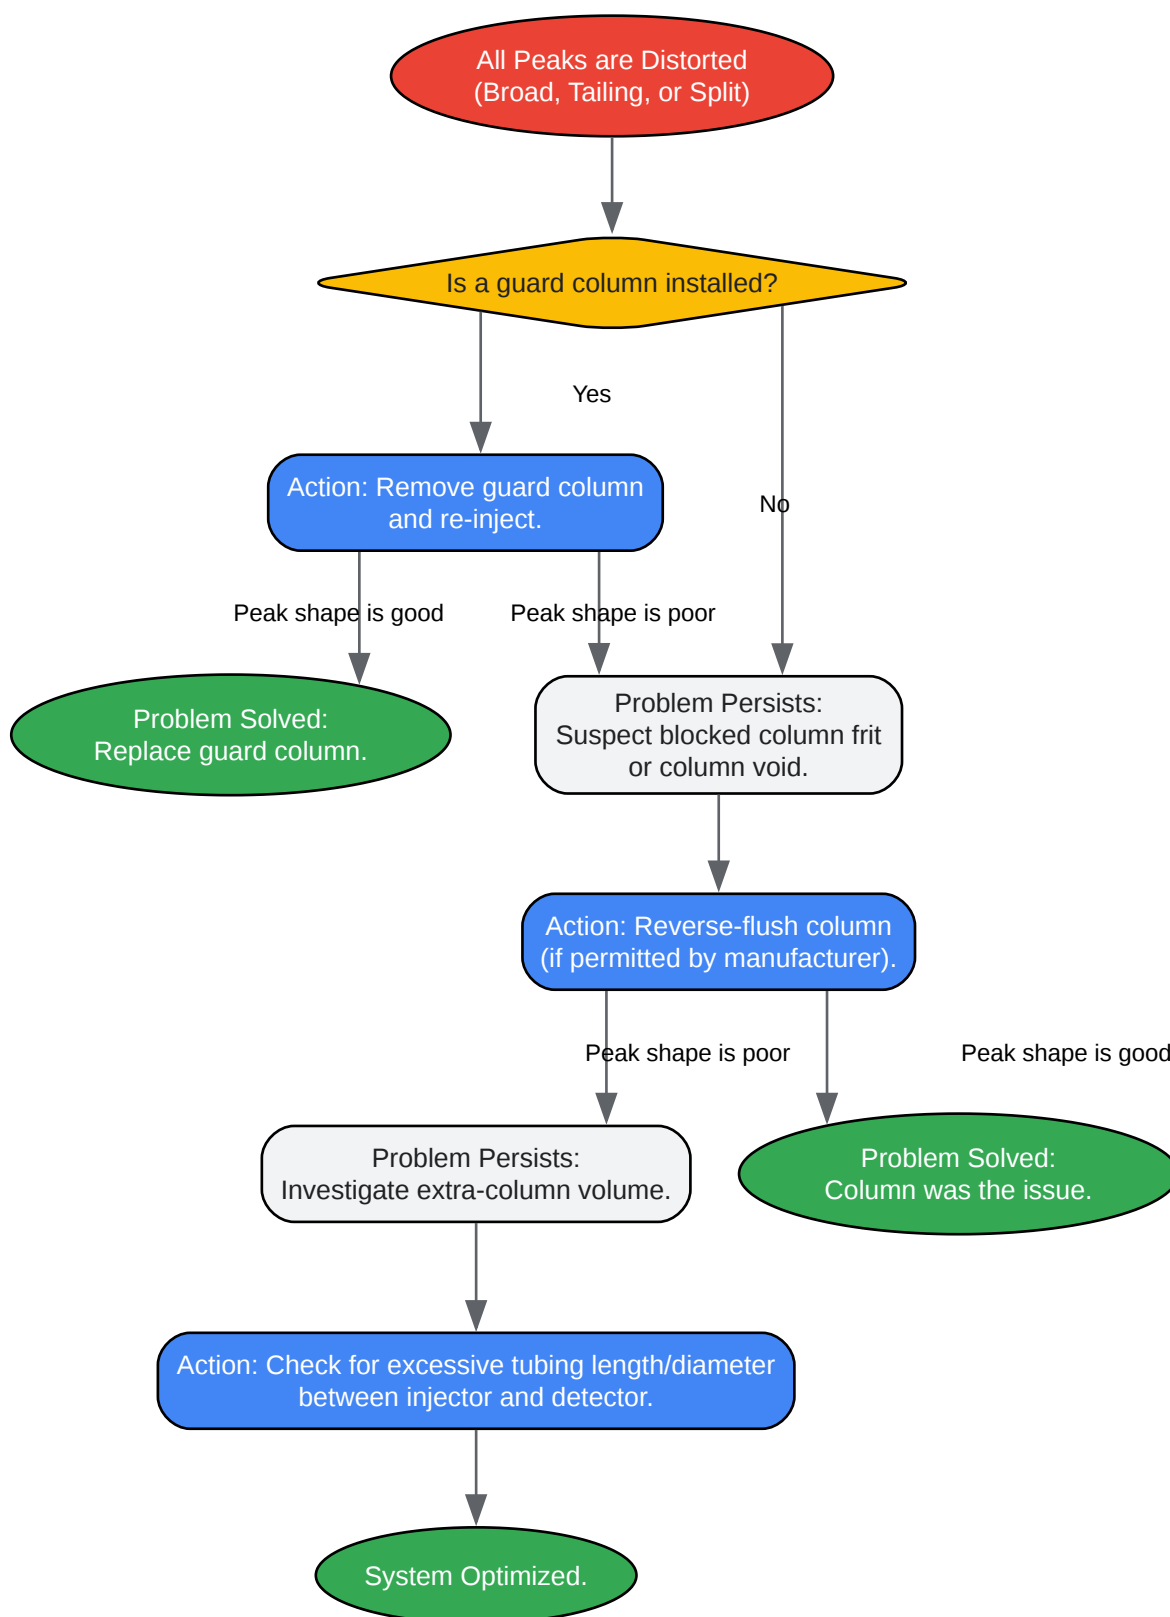 All Peaks are Distorted
(Broad, Tailing, or Split)
Is a guard column installed?
Yes
Action: Remove guard column
and re-inject.
No
Peak shape is good
Peak shape is poor
Problem Solved:
Replace guard column.
Problem Persists:
Suspect blocked column frit
or column void.
Action: Reverse-flush column
(if permitted by manufacturer).
Peak shape is poor
Peak shape is good
Problem Persists:
Investigate extra-column volume.
Problem Solved:
Column was the issue.
Action: Check for excessive tubing length/diameter
between injector and detector.
System Optimized.